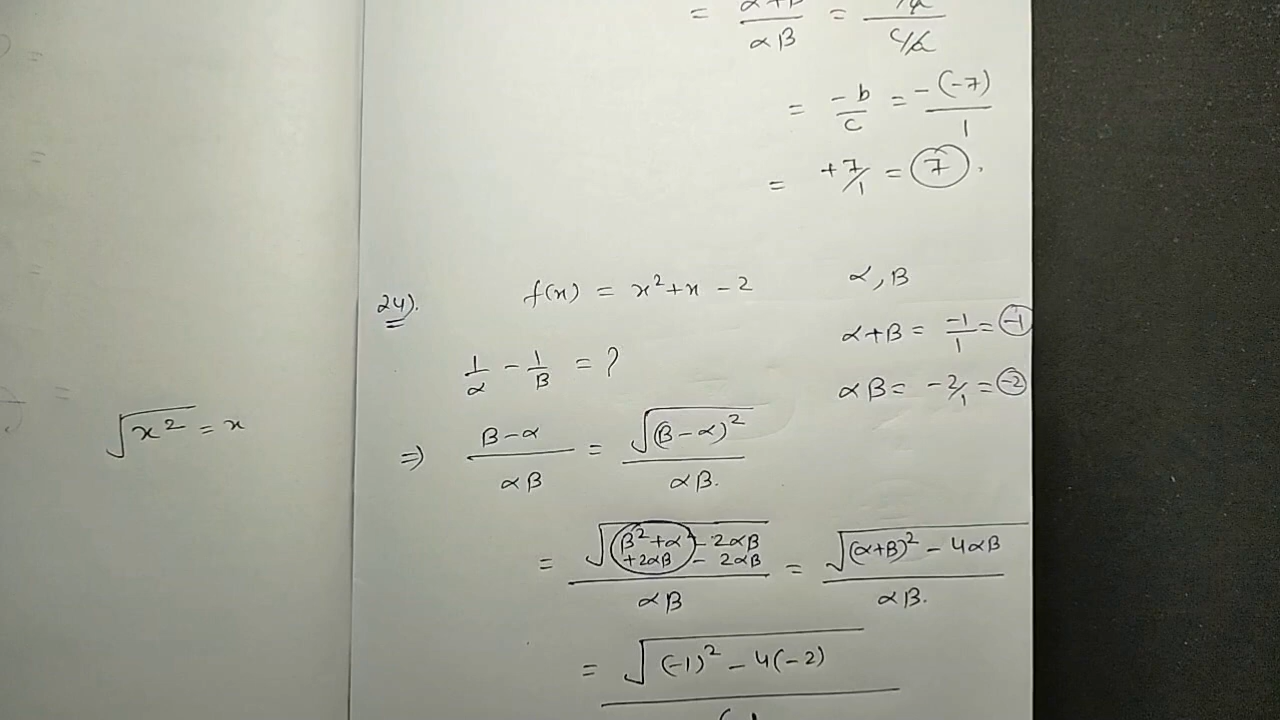 = α+β / αβ = / c/a
= -b/c = -(-7)/1
= +7/1 = 7.
24). f(x) = x² + x - 2 α, β
1/α - 1/β = ? α+β = -1/1 = -1
αβ = -2/1 = -2
⇒ β-α / αβ = √(β-α)² / αβ.
√x² = x
= √β²+α²-2αβ +2αβ - 2αβ / αβ = √(α+β)² - 4αβ / αβ.
= √(-1)² - 4(-2)